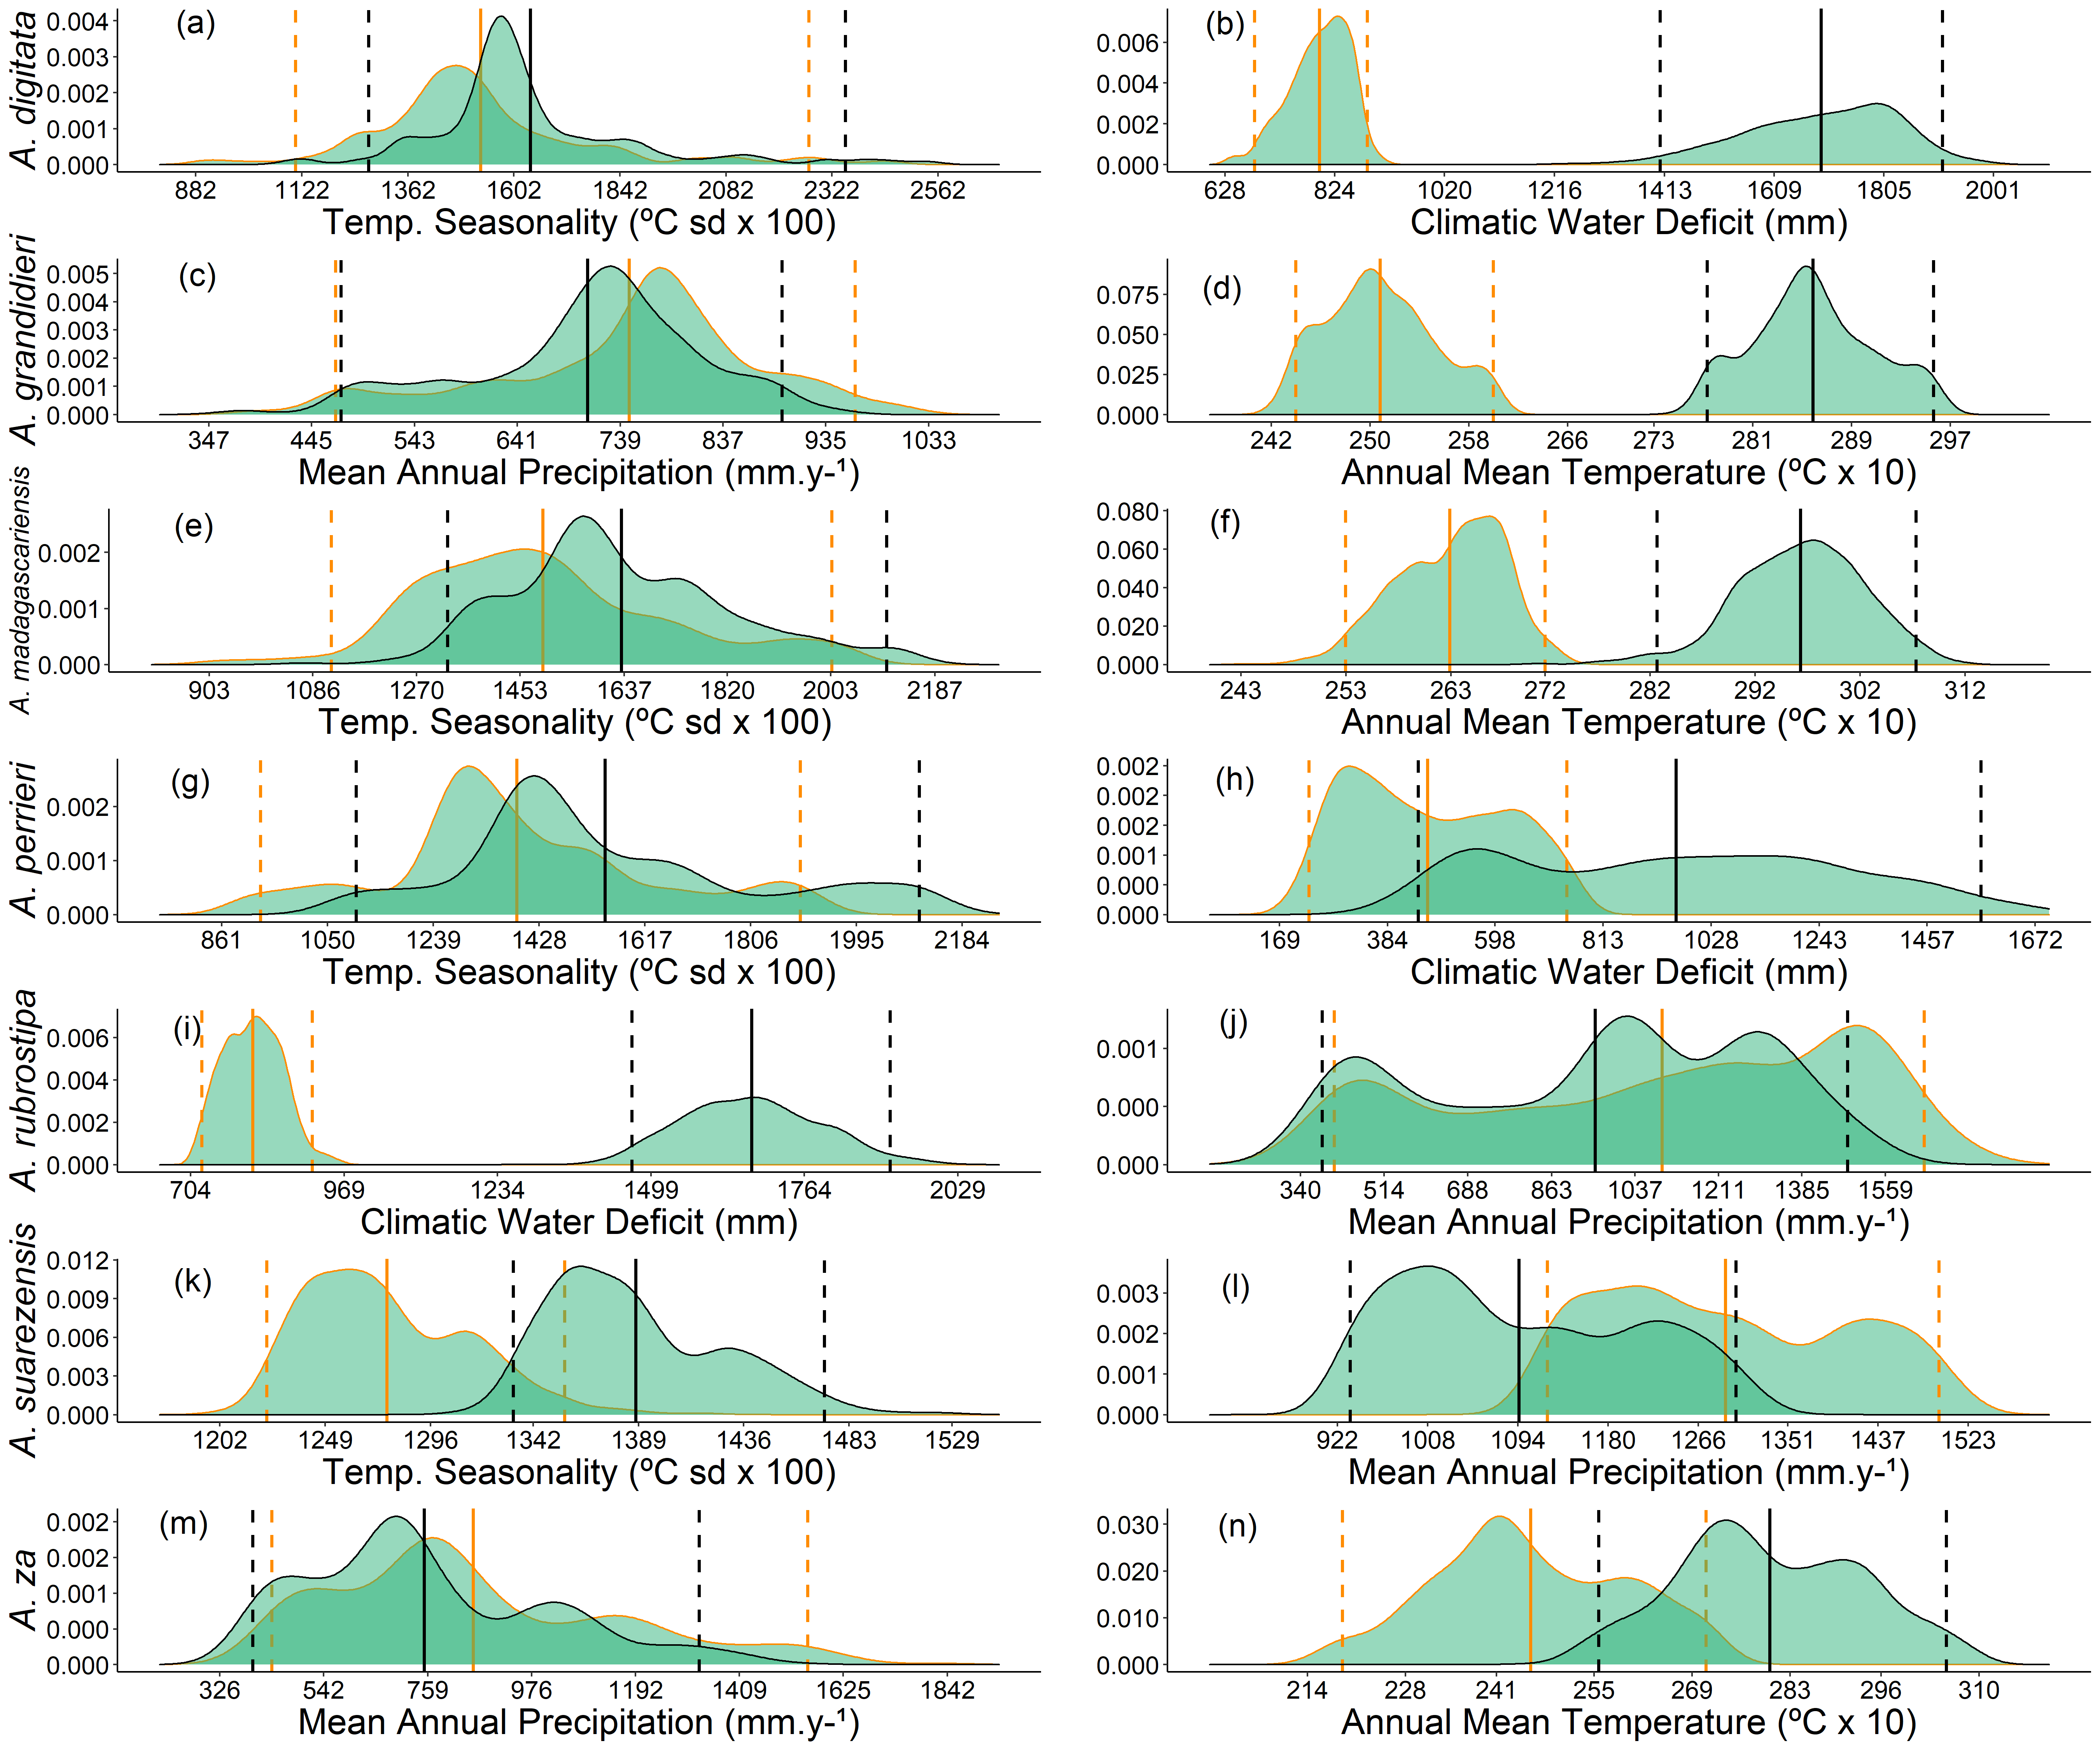 A. digitata
(a)
0.004
0.003
0.002
0.001
0.000
882 1122 1362 1602 1842 2082 2322 2562
Temp. Seasonality (ºC sd x 100)
(b)
0.006
0.004
0.002
0.000
628 824 1020 1216 1413 1609 1805 2001
Climatic Water Deficit (mm)
A. grandidieri
(c)
0.005
0.004
0.003
0.002
0.001
0.000
347 445 543 641 739 837 935 1033
Mean Annual Precipitation (mm.y-¹)
(d)
0.075
0.050
0.025
0.000
242 250 258 266 273 281 289 297
Annual Mean Temperature (ºC x 10)
A. madagascariensis
(e)
0.002
0.001
0.000
903 1086 1270 1453 1637 1820 2003 2187
Temp. Seasonality (ºC sd x 100)
(f)
0.080
0.060
0.040
0.020
0.000
243 253 263 272 282 292 302 312
Annual Mean Temperature (ºC x 10)
A. perrieri
(g)
0.002
0.001
0.000
861 1050 1239 1428 1617 1806 1995 2184
Temp. Seasonality (ºC sd x 100)
(h)
0.002
0.002
0.002
0.001
0.000
0.000
169 384 598 813 1028 1243 1457 1672
Climatic Water Deficit (mm)
A. rubrostipa
(i)
0.006
0.004
0.002
0.000
704 969 1234 1499 1764 2029
Climatic Water Deficit (mm)
(j)
0.001
0.000
0.000
340 514 688 863 1037 1211 1385 1559
Mean Annual Precipitation (mm.y-¹)
A. suarezensis
(k)
0.012
0.009
0.006
0.003
0.000
1202 1249 1296 1342 1389 1436 1483 1529
Temp. Seasonality (ºC sd x 100)
(l)
0.003
0.002
0.001
0.000
922 1008 1094 1180 1266 1351 1437 1523
Mean Annual Precipitation (mm.y-¹)
A. za
(m)
0.002
0.002
0.001
0.000
0.000
326 542 759 976 1192 1409 1625 1842
Mean Annual Precipitation (mm.y-¹)
(n)
0.030
0.020
0.010
0.000
214 228 241 255 269 283 296 310
Annual Mean Temperature (ºC x 10)